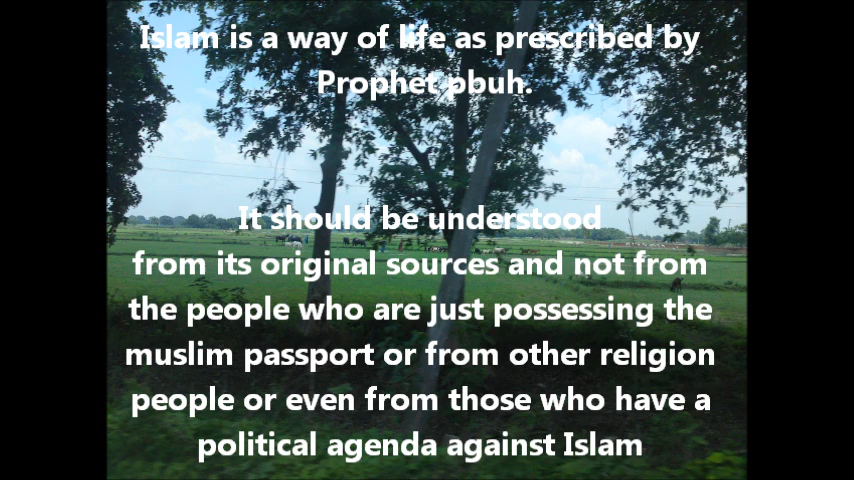 Islam is a way of life as prescribed by
Prophet pbuh.
It should be understood
from its original sources and not from
the people who are just possessing the
muslim passport or from other religion
people or even from those who have a
political agenda against Islam